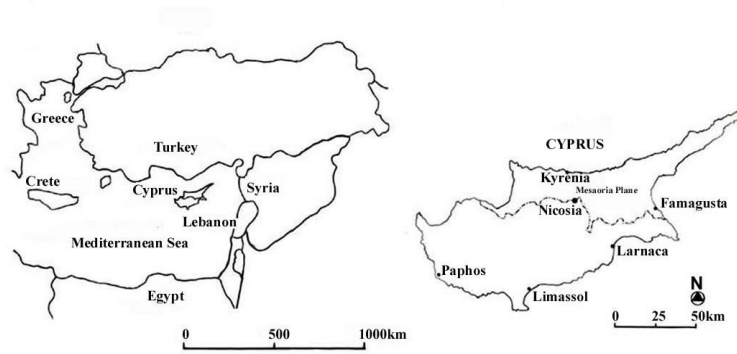 Greece
Turkey
Crete
Cyprus
Syria
Lebanon
Mediterranean Sea
Egypt
0 500 1000km
CYPRUS
Kyrenia
Mesaoria Plane
Nicosia
Famagusta
Larnaca
Paphos
Limassol
N
0 25 50km